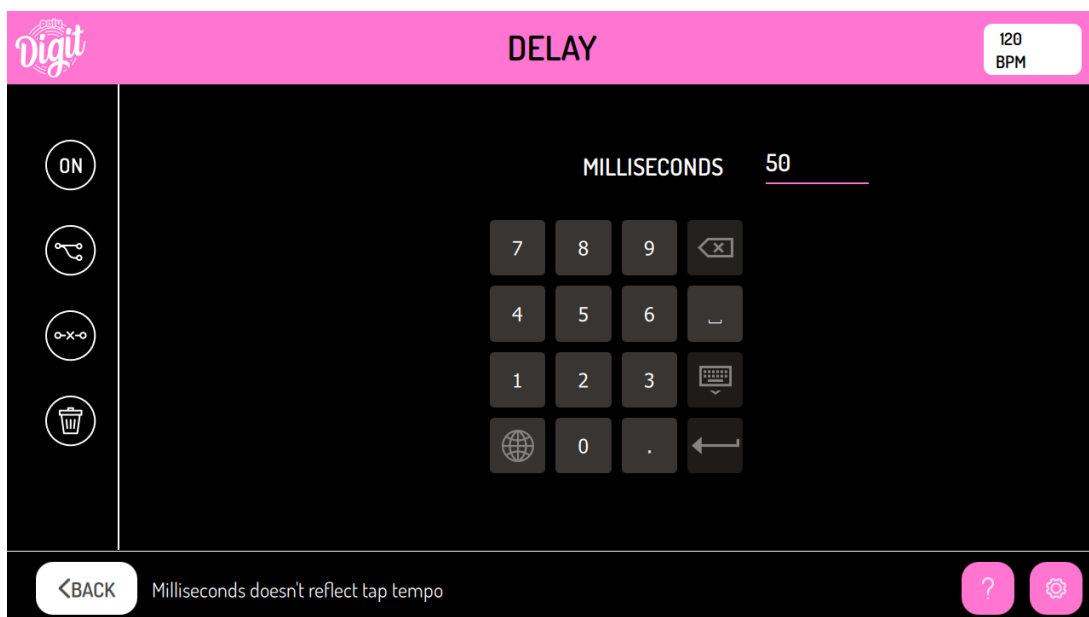 poly
Digit
DELAY
120
BPM
ON
MILLISECONDS 50
7 8 9
4 5 6
1 2 3
0 .
BACK
Milliseconds doesn't reflect tap tempo
?